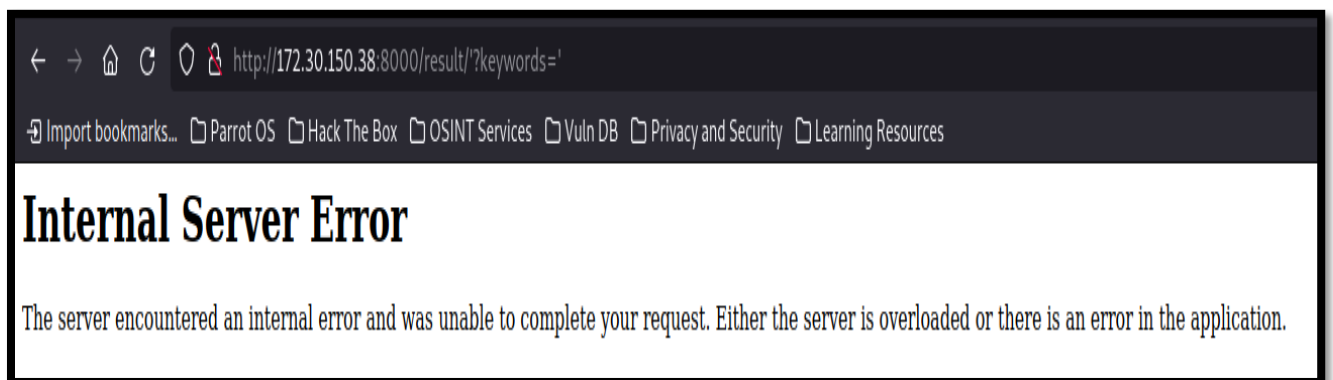 http://172.30.150.38:8000/result/'?keywords='
Import bookmarks... Parrot OS Hack The Box OSINT Services Vuln DB Privacy and Security Learning Resources
Internal Server Error
The server encountered an internal error and was unable to complete your request. Either the server is overloaded or there is an error in the application.